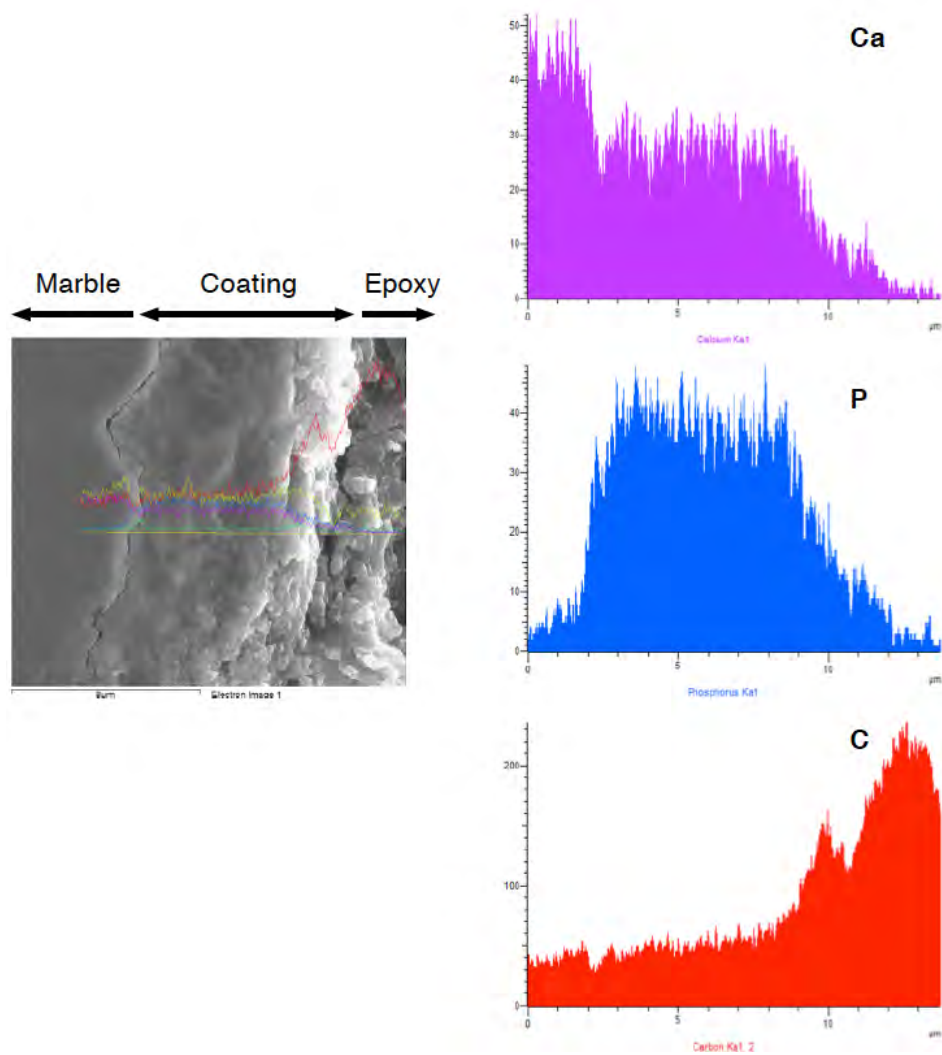 Marble Coating Epoxy
8um Electron Image 1
Ca
50
40
30
20
10
0
0 5 10
µm
Calcium Ka1
P
40
30
20
10
0
0 5 10
µm
Phosphorus Ka1
C
200
100
0
0 5 10
µm
Carbon Ka1_2